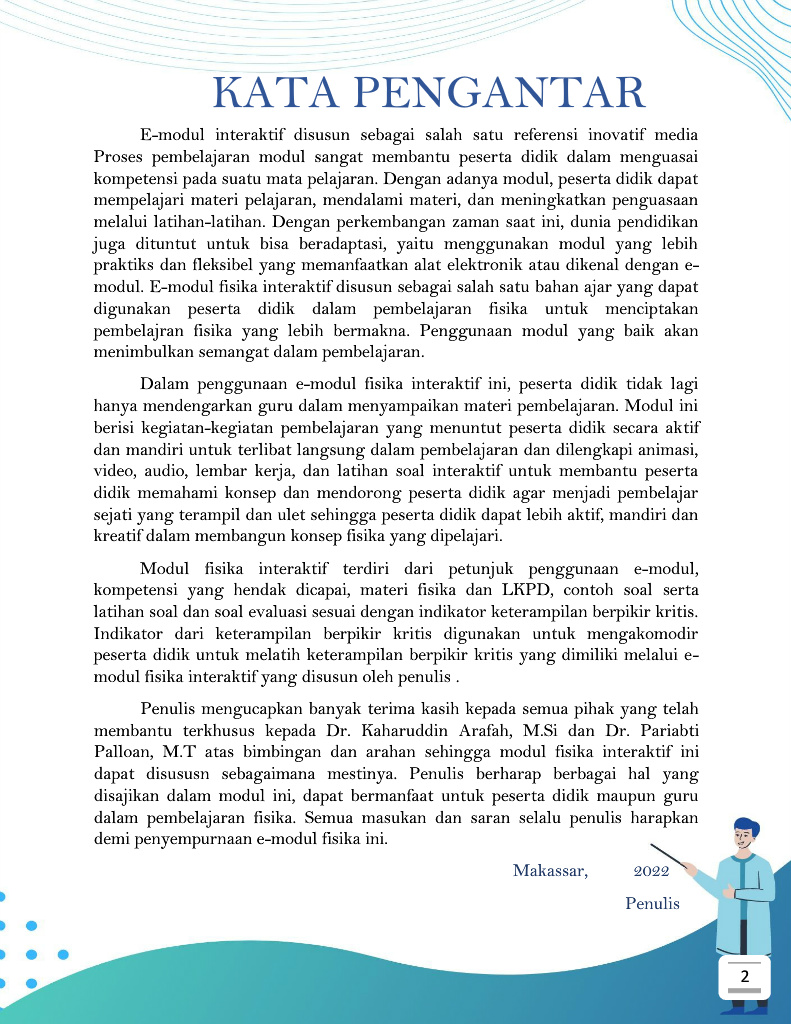 KATA PENGANTAR
E-modul interaktif disusun sebagai salah satu referensi inovatif media
Proses pembelajaran modul sangat membantu peserta didik dalam menguasai
kompetensi pada suatu mata pelajaran. Dengan adanya modul, peserta didik dapat
mempelajari materi pelajaran, mendalami materi, dan meningkatkan penguasaan
melalui latihan-latihan. Dengan perkembangan zaman saat ini, dunia pendidikan
juga dituntut untuk bisa beradaptasi, yaitu menggunakan modul yang lebih
praktiks dan fleksibel yang memanfaatkan alat elektronik atau dikenal dengan e-
modul. E-modul fisika interaktif disusun sebagai salah satu bahan ajar yang dapat
digunakan peserta didik dalam pembelajaran fisika untuk menciptakan
pembelajran fisika yang lebih bermakna. Penggunaan modul yang baik akan
menimbulkan semangat dalam pembelajaran.
Dalam penggunaan e-modul fisika interaktif ini, peserta didik tidak lagi
hanya mendengarkan guru dalam menyampaikan materi pembelajaran. Modul ini
berisi kegiatan-kegiatan pembelajaran yang menuntut peserta didik secara aktif
dan mandiri untuk terlibat langsung dalam pembelajaran dan dilengkapi animasi,
video, audio, lembar kerja, dan latihan soal interaktif untuk membantu peserta
didik memahami konsep dan mendorong peserta didik agar menjadi pembelajar
sejati yang terampil dan ulet sehingga peserta didik dapat lebih aktif, mandiri dan
kreatif dalam membangun konsep fisika yang dipelajari.
Modul fisika interaktif terdiri dari petunjuk penggunaan e-modul,
kompetensi yang hendak dicapai, materi fisika dan LKPD, contoh soal serta
latihan soal dan soal evaluasi sesuai dengan indikator keterampilan berpikir kritis.
Indikator dari keterampilan berpikir kritis digunakan untuk mengakomodir
peserta didik untuk melatih keterampilan berpikir kritis yang dimiliki melalui e-
modul fisika interaktif yang disusun oleh penulis .
Penulis mengucapkan banyak terima kasih kepada semua pihak yang telah
membantu terkhusus kepada Dr. Kaharuddin Arafah, M.Si dan Dr. Pariabti
Palloan, M.T atas bimbingan dan arahan sehingga modul fisika interaktif ini
dapat disususn sebagaimana mestinya. Penulis berharap berbagai hal yang
disajikan dalam modul ini, dapat bermanfaat untuk peserta didik maupun guru
dalam pembelajaran fisika. Semua masukan dan saran selalu penulis harapkan
demi penyempurnaan e-modul fisika ini.
Makassar, 2022
Penulis
2